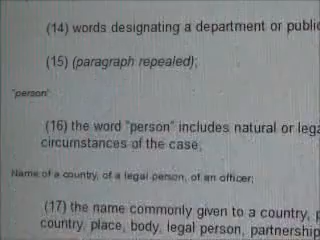 (14) words designating a department or public
(15) (paragraph repealed);
"person".
(16) the word "person" includes natural or lega
circumstances of the case;
Name of a country, of a legal person, of an officer;
(17) the name commonly given to a country, p
country, place, body, legal person, partnership